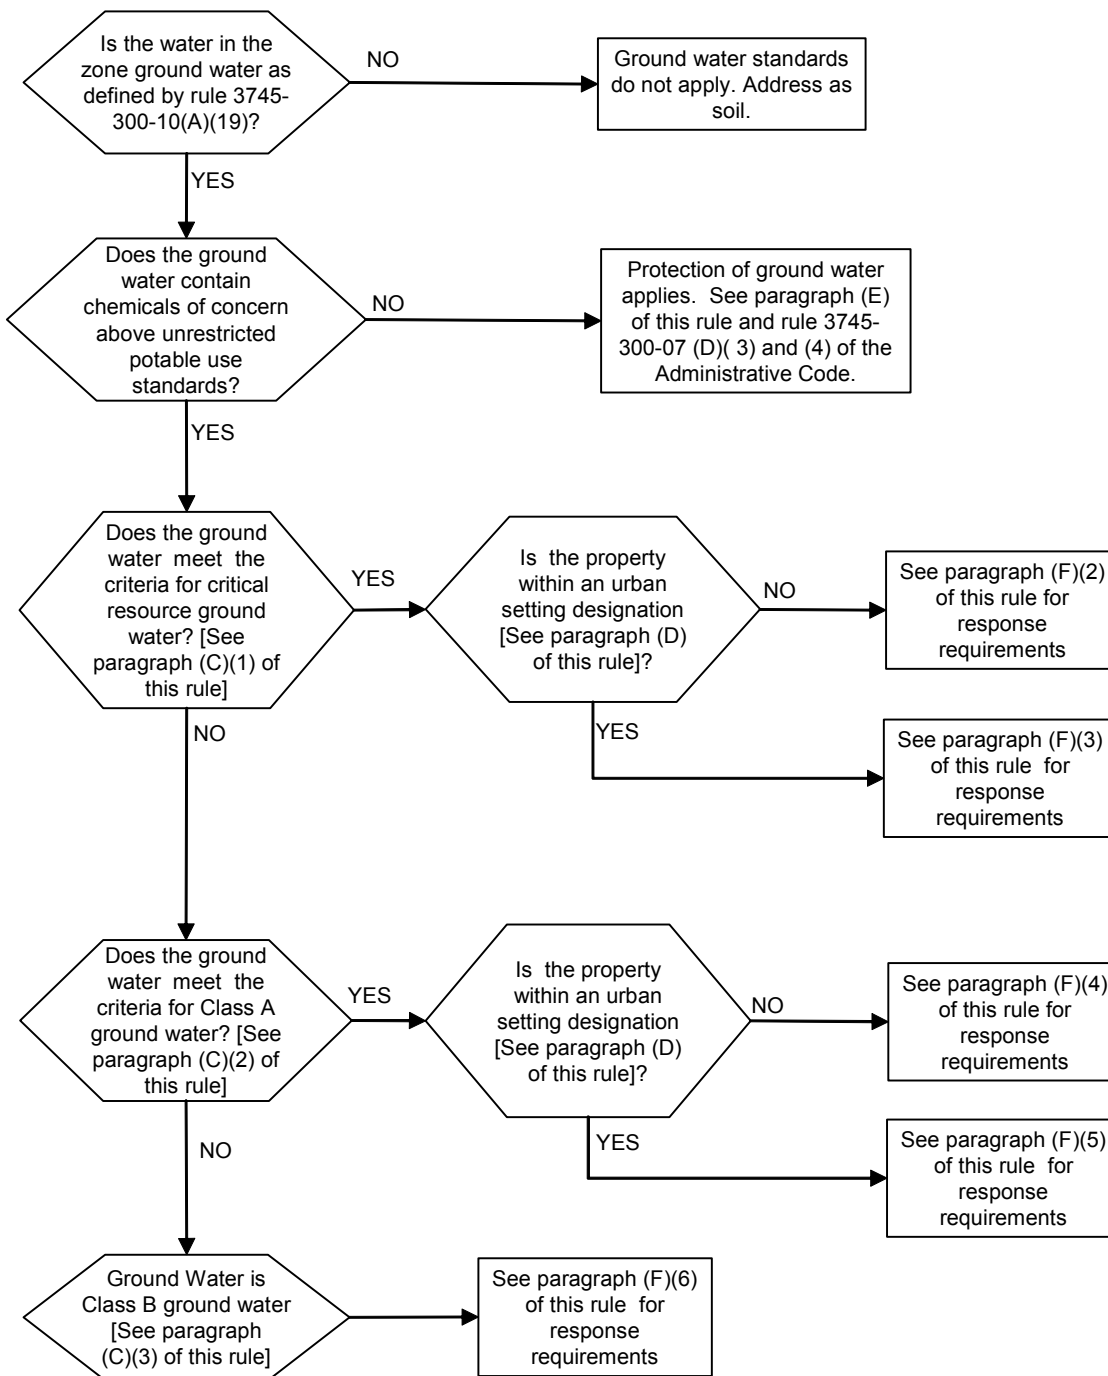 Is the water in the
zone ground water as
defined by rule 3745-
300-10(A)(19)?
NO
Ground water standards
do not apply. Address as
soil.
YES
Does the ground
water contain
chemicals of concern
above unrestricted
potable use
standards?
NO
Protection of ground water
applies. See paragraph (E)
of this rule and rule 3745-
300-07 (D)( 3) and (4) of the
Administrative Code.
YES
Does the ground
water meet the
criteria for critical
resource ground
water? [See
paragraph (C)(1) of
this rule]
YES
Is the property
within an urban
setting designation
[See paragraph (D)
of this rule]?
NO
See paragraph (F)(2)
of this rule for
response
requirements
YES
See paragraph (F)(3)
of this rule for
response
requirements
NO
Does the ground
water meet the
criteria for Class A
ground water? [See
paragraph (C)(2) of
this rule]
YES
Is the property
within an urban
setting designation
[See paragraph (D)
of this rule]?
NO
See paragraph (F)(4)
of this rule for
response
requirements
YES
See paragraph (F)(5)
of this rule for
response
requirements
NO
Ground Water is
Class B ground water
[See paragraph
(C)(3) of this rule]
See paragraph (F)(6)
of this rule for
response
requirements